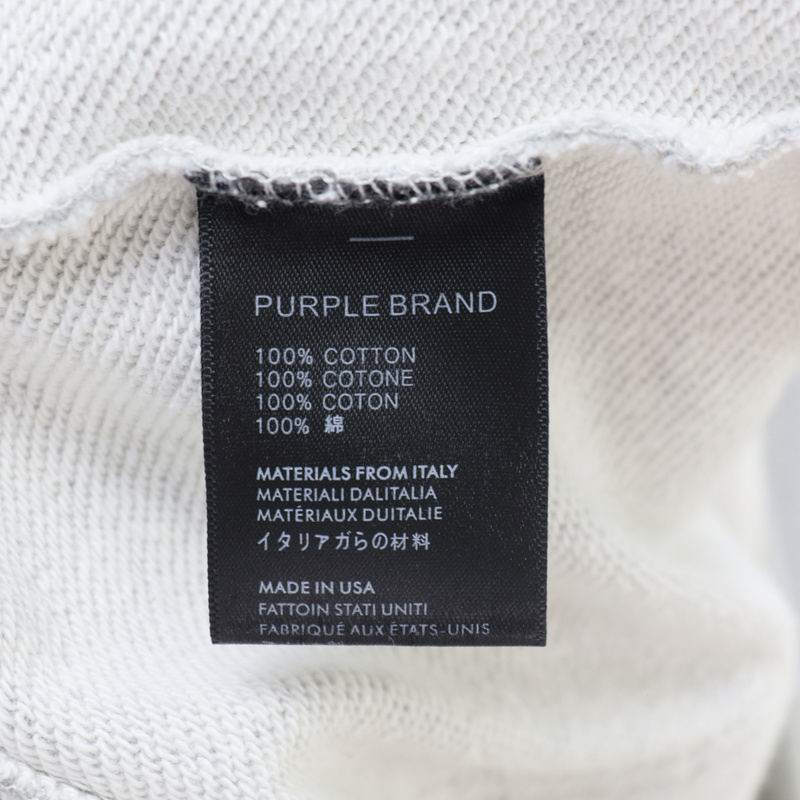 PURPLE BRAND
100% COTTON
100% COTONE
100% COTON
100% 綿
MATERIALS FROM ITALY
MATERIALI DALITALIA
MATÉRIAUX DUITALIE
イタリアガらの材料
MADE IN USA
FATTOIN STATI UNITI
FABRIQUÉ AUX ÉTATS-UNIS